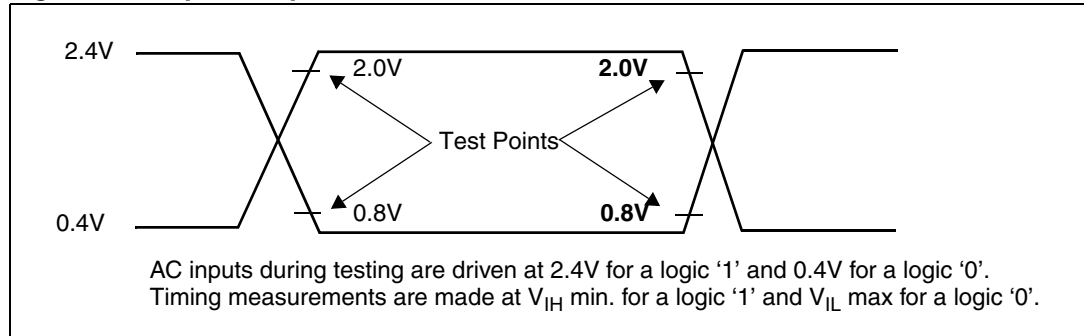 2.4V
2.0V 2.0V
Test Points
0.8V 0.8V
0.4V
AC inputs during testing are driven at 2.4V for a logic ‘1’ and 0.4V for a logic ‘0’.
Timing measurements are made at VIH min. for a logic ‘1’ and VIL max for a logic ‘0’.